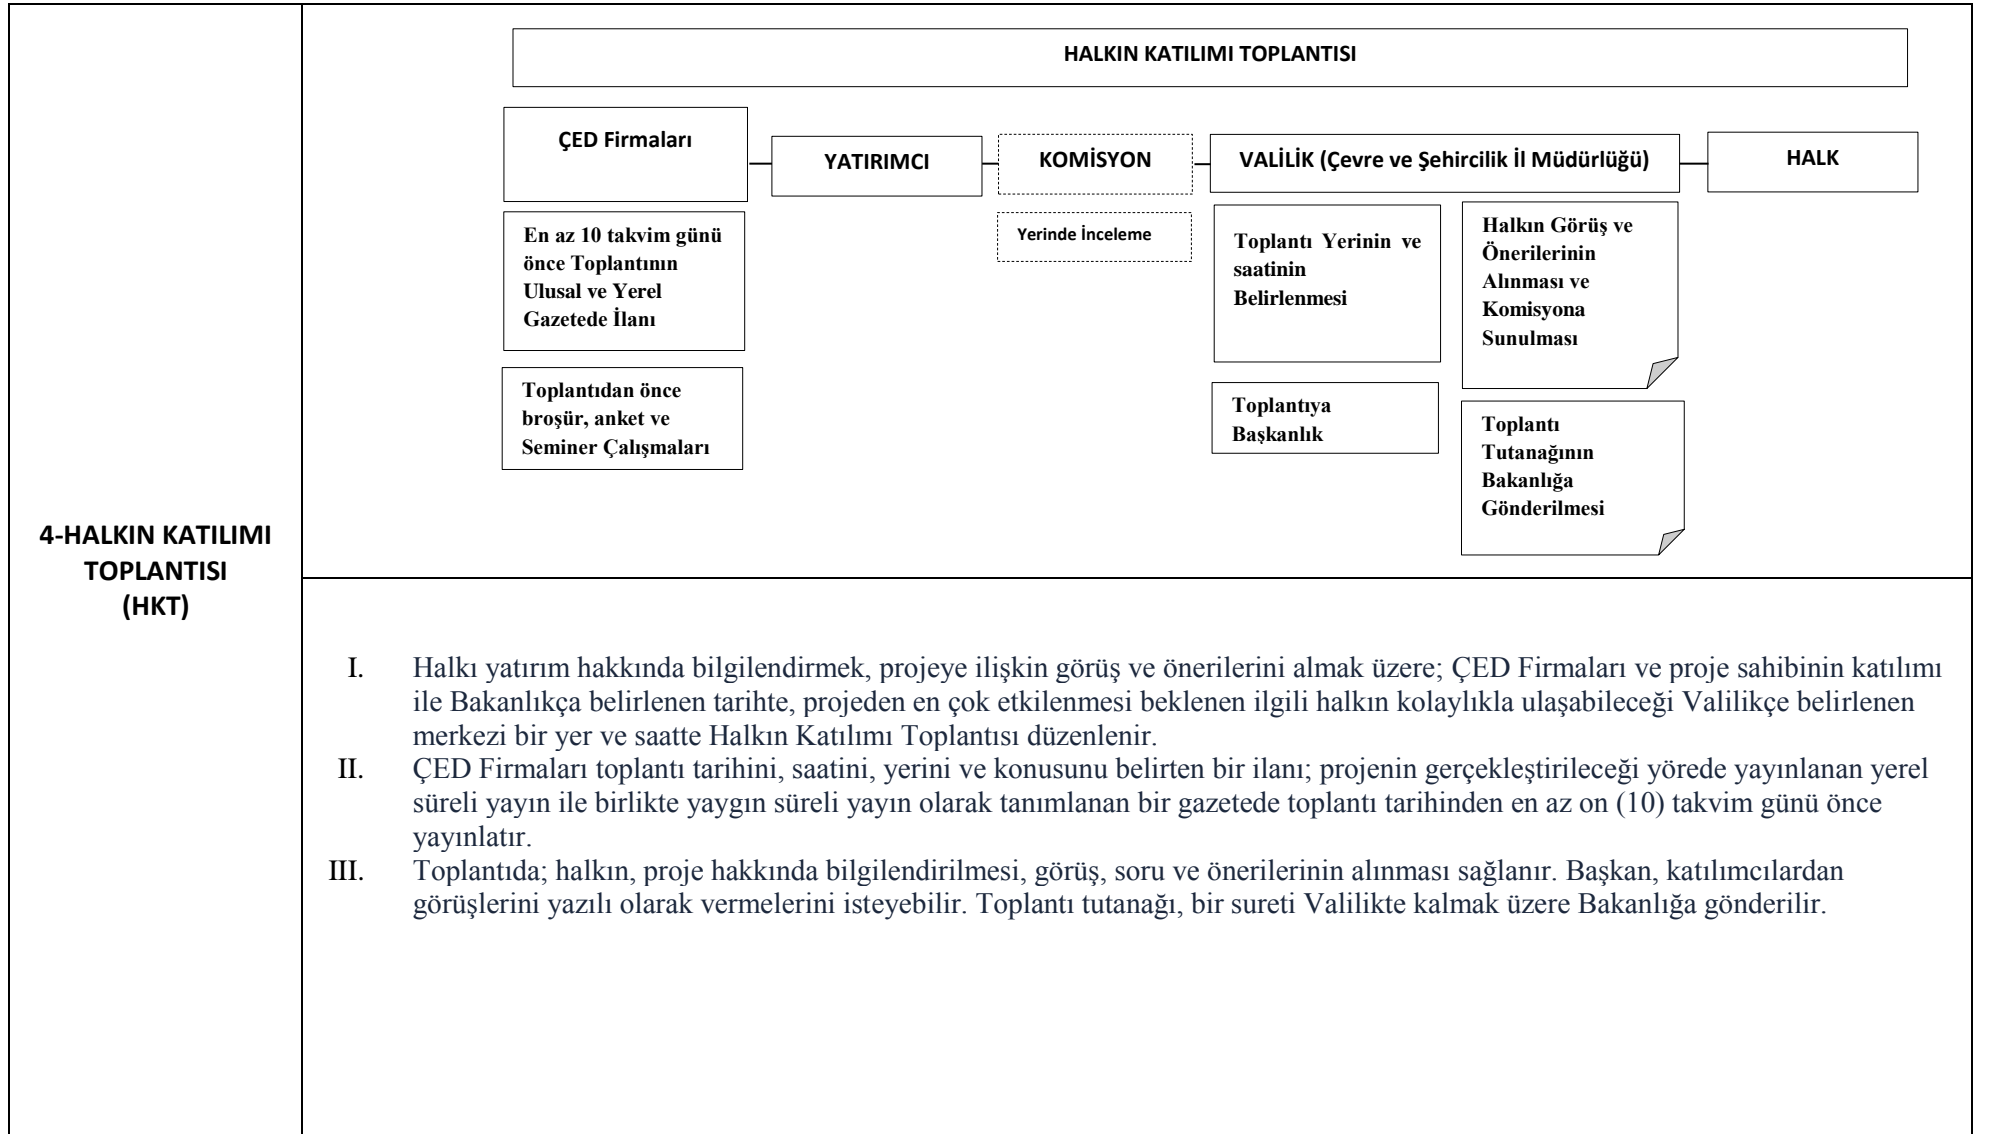 HALKIN KATILIMI TOPLANTISI
ÇED Firmaları
YATIRIMCI
KOMİSYON
VALİLİK (Çevre ve Şehircilik İl Müdürlüğü)
HALK
En az 10 takvim günü
önce Toplantının
Ulusal ve Yerel
Gazetede İlanı
Toplantıdan önce
broşür, anket ve
Seminer Çalışmaları
Yerinde İnceleme
Toplantı Yerinin ve
saatinin
Belirlenmesi
Toplantıya
Başkanlık
Halkın Görüş ve
Önerilerinin
Alınması ve
Komisyona
Sunulması
Toplantı
Tutanağının
Bakanlığa
Gönderilmesi
4-HALKIN KATILIMI
TOPLANTISI
(HKT)
I. Halkı yatırım hakkında bilgilendirmek, projeye ilişkin görüş ve önerilerini almak üzere; ÇED Firmaları ve proje sahibinin katılımı
ile Bakanlıkça belirlenen tarihte, projeden en çok etkilenmesi beklenen ilgili halkın kolaylıkla ulaşabileceği Valilikçe belirlenen
merkezi bir yer ve saatte Halkın Katılımı Toplantısı düzenlenir.
II. ÇED Firmaları toplantı tarihini, saatini, yerini ve konusunu belirten bir ilanı; projenin gerçekleştirileceği yörede yayınlanan yerel
süreli yayın ile birlikte yaygın süreli yayın olarak tanımlanan bir gazetede toplantı tarihinden en az on (10) takvim günü önce
yayınlatır.
III. Toplantıda; halkın, proje hakkında bilgilendirilmesi, görüş, soru ve önerilerinin alınması sağlanır. Başkan, katılımcılardan
görüşlerini yazılı olarak vermelerini isteyebilir. Toplantı tutanağı, bir sureti Valilikte kalmak üzere Bakanlığa gönderilir.